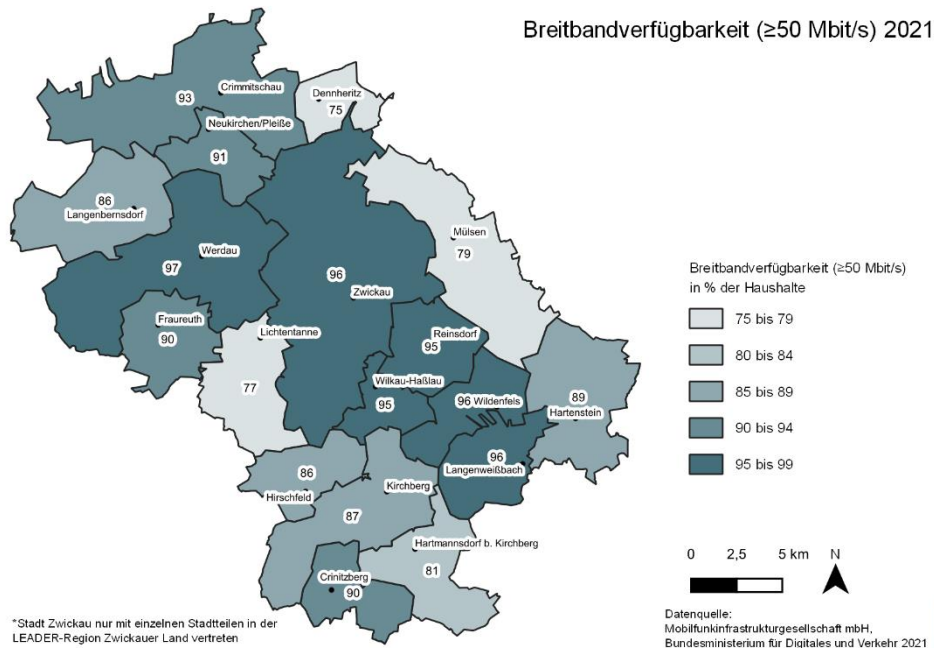 Breitbandverfügbarkeit (≥50 Mbit/s) 2021
Crimmitschau
93
Dennheritz
75
Neukirchen/Pleiße
91
86
Langenbernsdorf
Mülsen
79
Werdau
97
96
Zwickau
Fraureuth
90
Lichtentanne
77
Reinsdorf
95
Wilkau-Haßlau
95
96 Wildenfels
89
Hartenstein
96
Langenweißbach
86
Hirschfeld
Kirchberg
87
Hartmannsdorf b. Kirchberg
81
Crinitzberg
90
Breitbandverfügbarkeit (≥50 Mbit/s)
in % der Haushalte
75 bis 79
80 bis 84
85 bis 89
90 bis 94
95 bis 99
0 2,5 5 km N
*Stadt Zwickau nur mit einzelnen Stadtteilen in der
LEADER-Region Zwickauer Land vertreten
Datenquelle:
Mobilfunkinfrastrukturgesellschaft mbH,
Bundesministerium für Digitales und Verkehr 2021